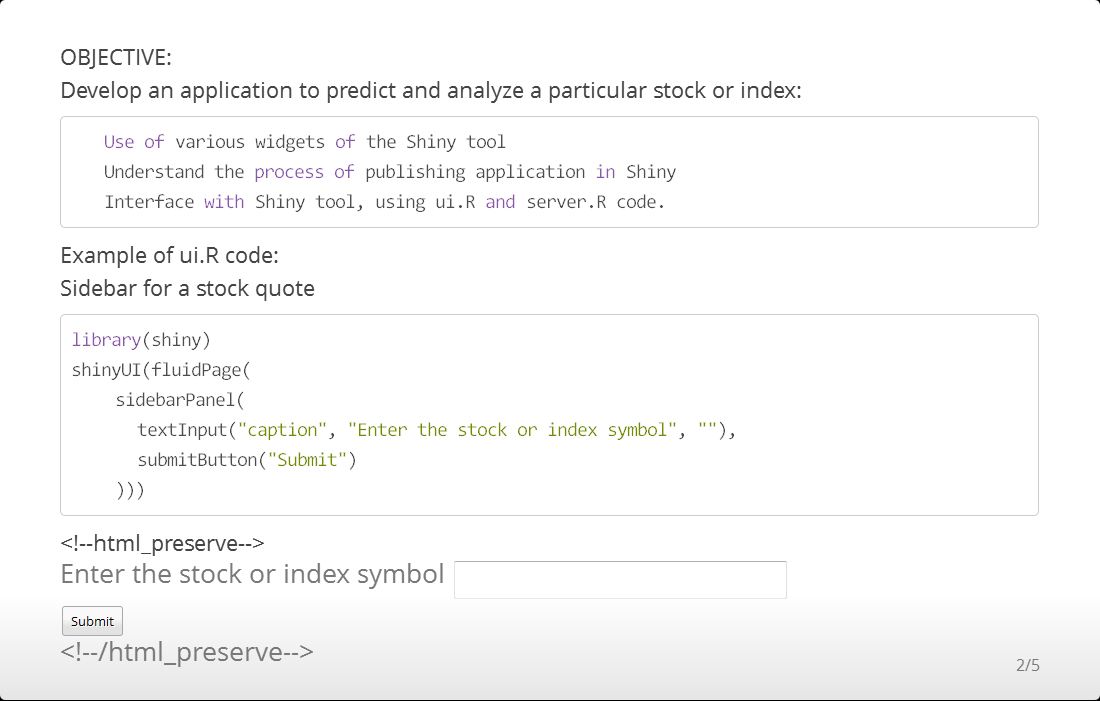 OBJECTIVE:
Develop an application to predict and analyze a particular stock or index:
Use of various widgets of the Shiny tool
Understand the process of publishing application in Shiny
Interface with Shiny tool, using ui.R and server.R code.
Example of ui.R code:
Sidebar for a stock quote
library(shiny)
shinyUI(fluidPage(
sidebarPanel(
textInput("caption", "Enter the stock or index symbol", ""),
submitButton("Submit")
)))
<!--html_preserve-->
Enter the stock or index symbol
Submit
<!--/html_preserve-->
2/5